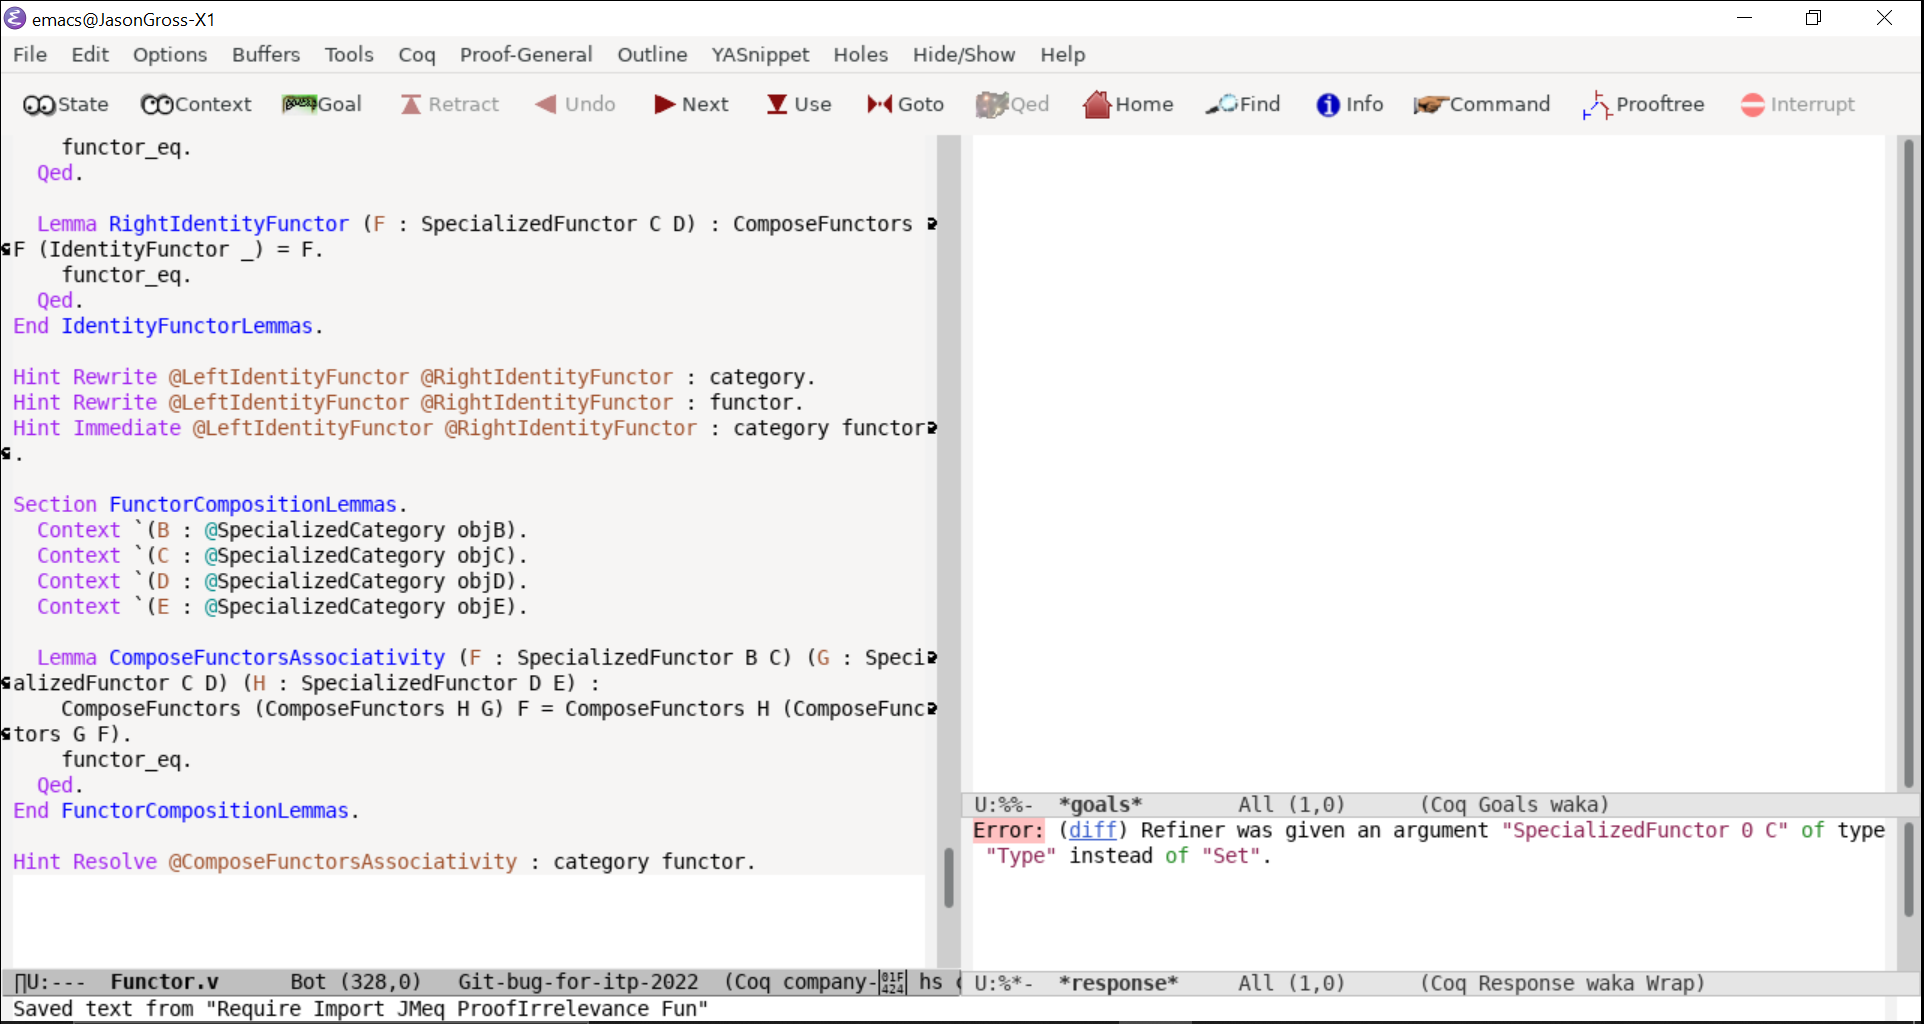 emacs@JasonGross-X1
File Edit Options Buffers Tools Coq Proof-General Outline YASnippet Holes Hide/Show Help
State Context Goal Retract Undo Next Use Goto Qed Home Find Info Command Prooftree Interrupt
functor_eq.
Qed.
Lemma RightIdentityFunctor (F : SpecializedFunctor C D) : ComposeFunctors
F (IdentityFunctor _) = F.
functor_eq.
Qed.
End IdentityFunctorLemmas.
Hint Rewrite @LeftIdentityFunctor @RightIdentityFunctor : category.
Hint Rewrite @LeftIdentityFunctor @RightIdentityFunctor : functor.
Hint Immediate @LeftIdentityFunctor @RightIdentityFunctor : category functor
.
Section FunctorCompositionLemmas.
Context `(B : @SpecializedCategory objB).
Context `(C : @SpecializedCategory objC).
Context `(D : @SpecializedCategory objD).
Context `(E : @SpecializedCategory objE).
Lemma ComposeFunctorsAssociativity (F : SpecializedFunctor B C) (G : Speci
alizedFunctor C D) (H : SpecializedFunctor D E) :
ComposeFunctors (ComposeFunctors H G) F = ComposeFunctors H (ComposeFunc
tors G F).
functor_eq.
Qed.
End FunctorCompositionLemmas.
Hint Resolve @ComposeFunctorsAssociativity : category functor.
U:--- Functor.v Bot (328,0) Git-bug-for-itp-2022 (Coq company-01F424 hs
Saved text from "Require Import JMeq ProofIrrelevance Fun"
U:%%- *goals* All (1,0) (Coq Goals waka)
Error: (diff) Refiner was given an argument "SpecializedFunctor 0 C" of type
"Type" instead of "Set".
U:%*- *response* All (1,0) (Coq Response waka Wrap)